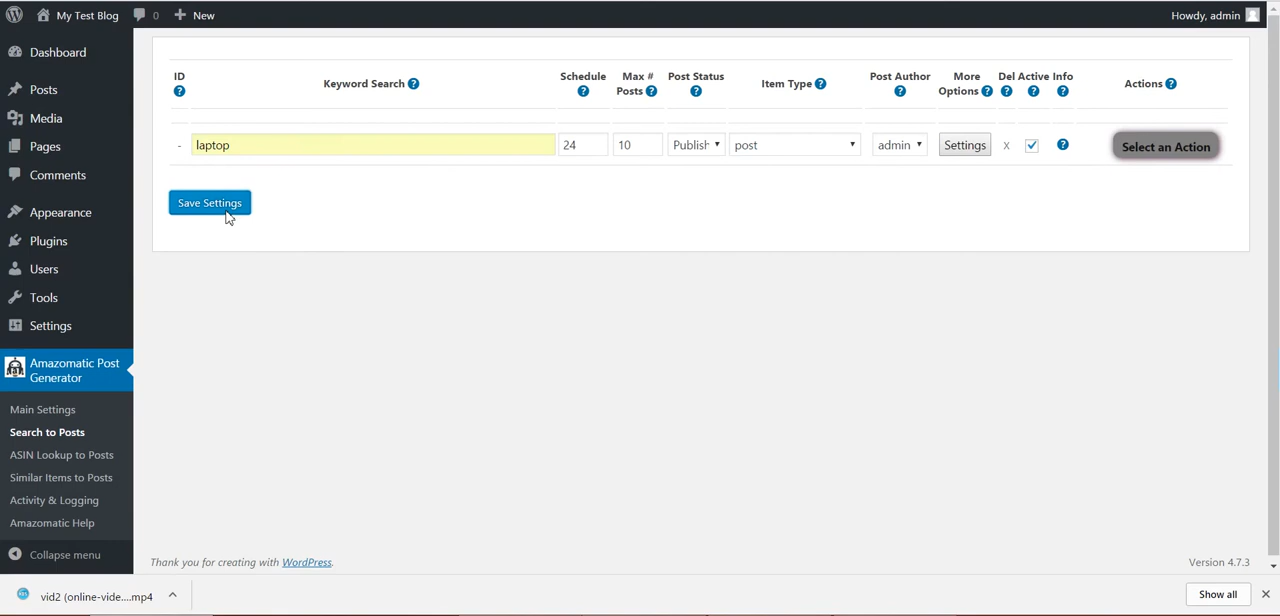 My Test Blog 0 New Howdy, admin
Dashboard
Posts
Media
Pages
Comments
Appearance
Plugins
Users
Tools
Settings
Amazomatic Post
Generator
Main Settings
Search to Posts
ASIN Lookup to Posts
Similar Items to Posts
Activity & Logging
Amazomatic Help
Collapse menu
ID Keyword Search Schedule Max # Posts Post Status Item Type Post Author More Options Del Active Info Actions
- laptop 24 10 Publish post admin Settings X Select an Action
Save Settings
Thank you for creating with WordPress. Version 4.7.3
vid2 (online-vide....mp4 Show all